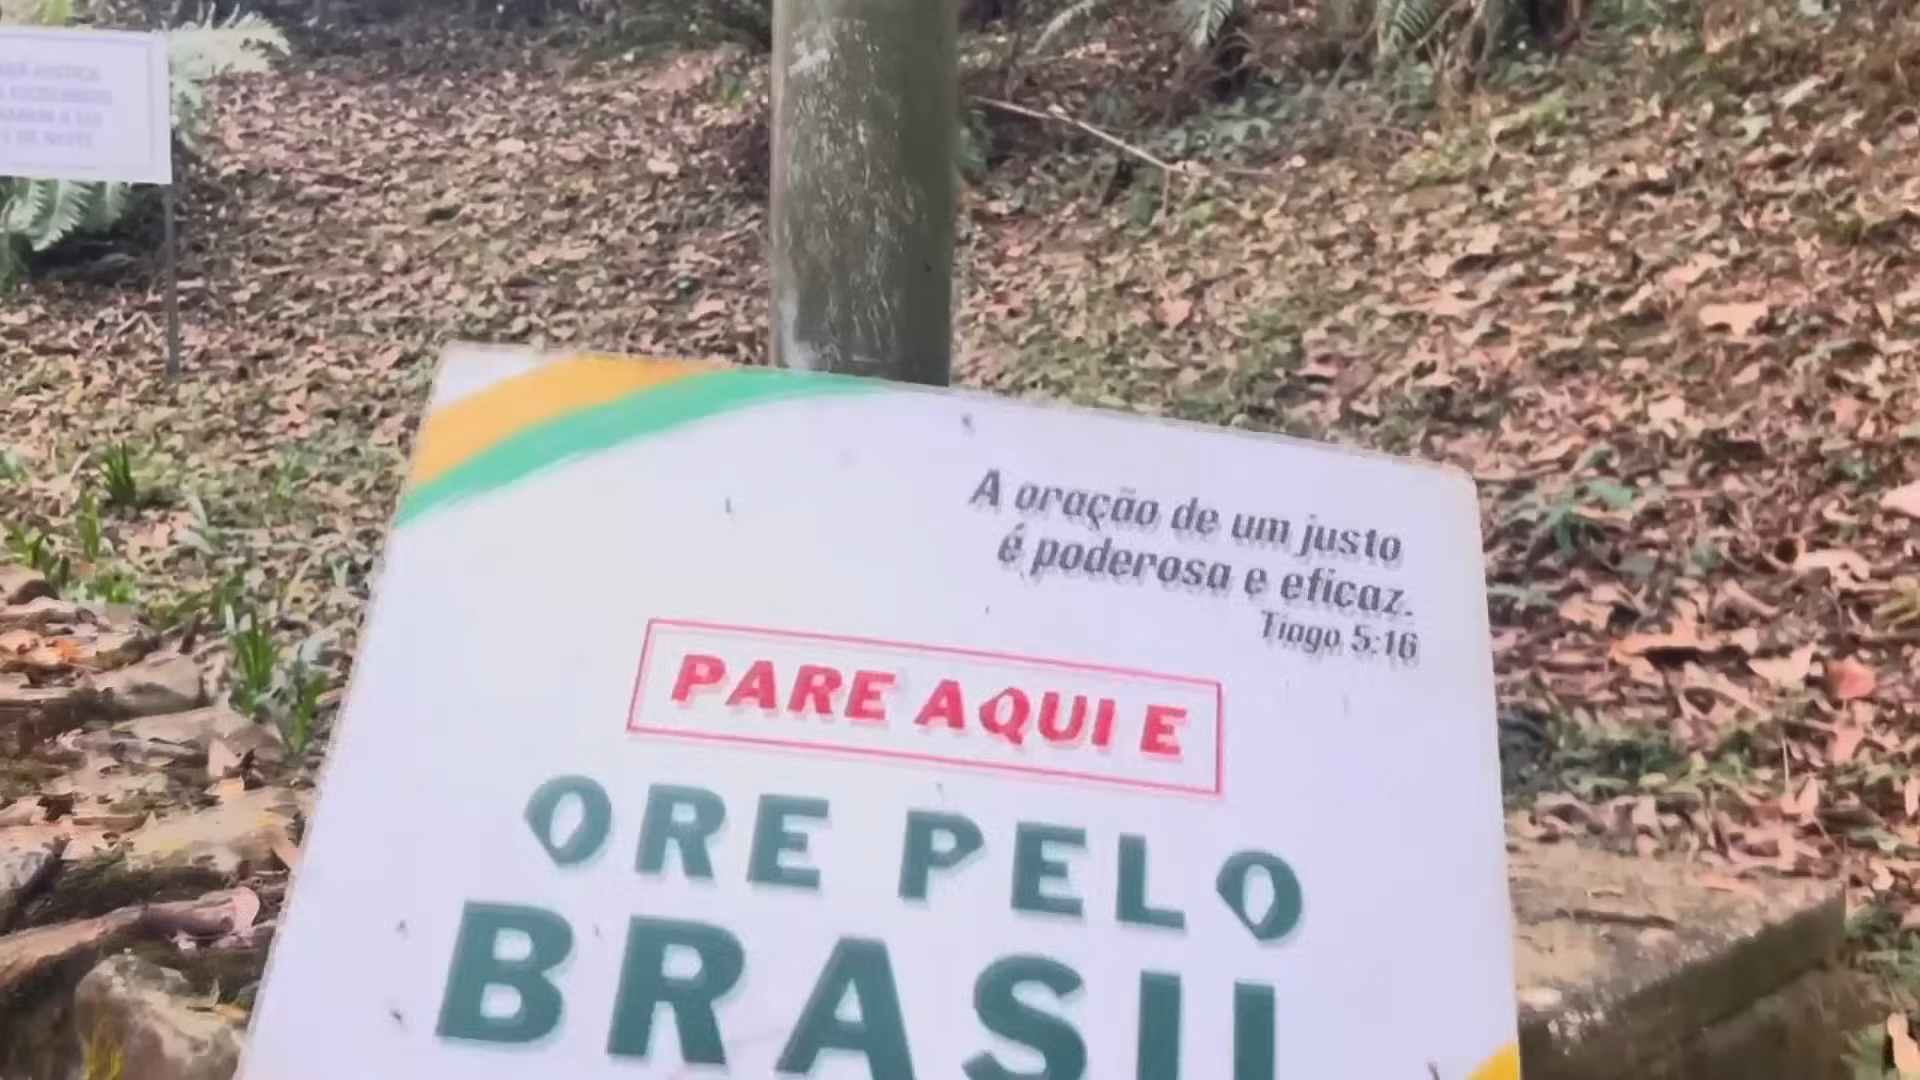 A oração de um justo
é poderosa e eficaz.
Tiago 5:16
PARE AQUI E
ORE PELO
BRASIL